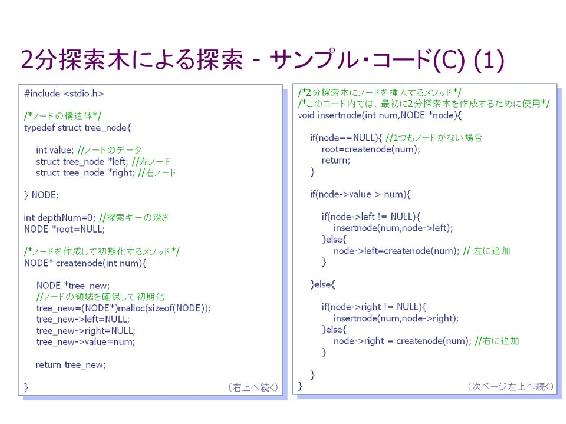 2分探索木による探索 - サンプル・コード(C) (1)
#include <stdio.h>
/*ノードの構造体*/
typedef struct tree_node{
int value; //ノードのデータ
struct tree_node *left; //左ノード
struct tree_node *right; //右ノード
} NODE;
int depthNum=0; //探索キーの深さ
NODE *root=NULL;
/*ノードを作成して初期化するメソッド*/
NODE* createnode(int num){
NODE *tree_new;
//ノードの領域を確保して初期化
tree_new=(NODE*)malloc(sizeof(NODE));
tree_new->left=NULL;
tree_new->right=NULL;
tree_new->value=num;
return tree_new;
}
(右上へ続く)
/*2分探索木にノードを挿入するメソッド*/
/*このコード内では、最初に2分探索木を作成するために使用*/
void insertnode(int num,NODE *node){
if(node==NULL){ //1つもノードがない場合
root=createnode(num);
return;
}
if(node->value > num){
if(node->left != NULL){
insertnode(num,node->left);
}else{
node->left=createnode(num); // 左に追加
}
}else{
if(node->right != NULL){
insertnode(num,node->right);
}else{
node->right = createnode(num); //右に追加
}
}
}
(次ページ左上へ続く)